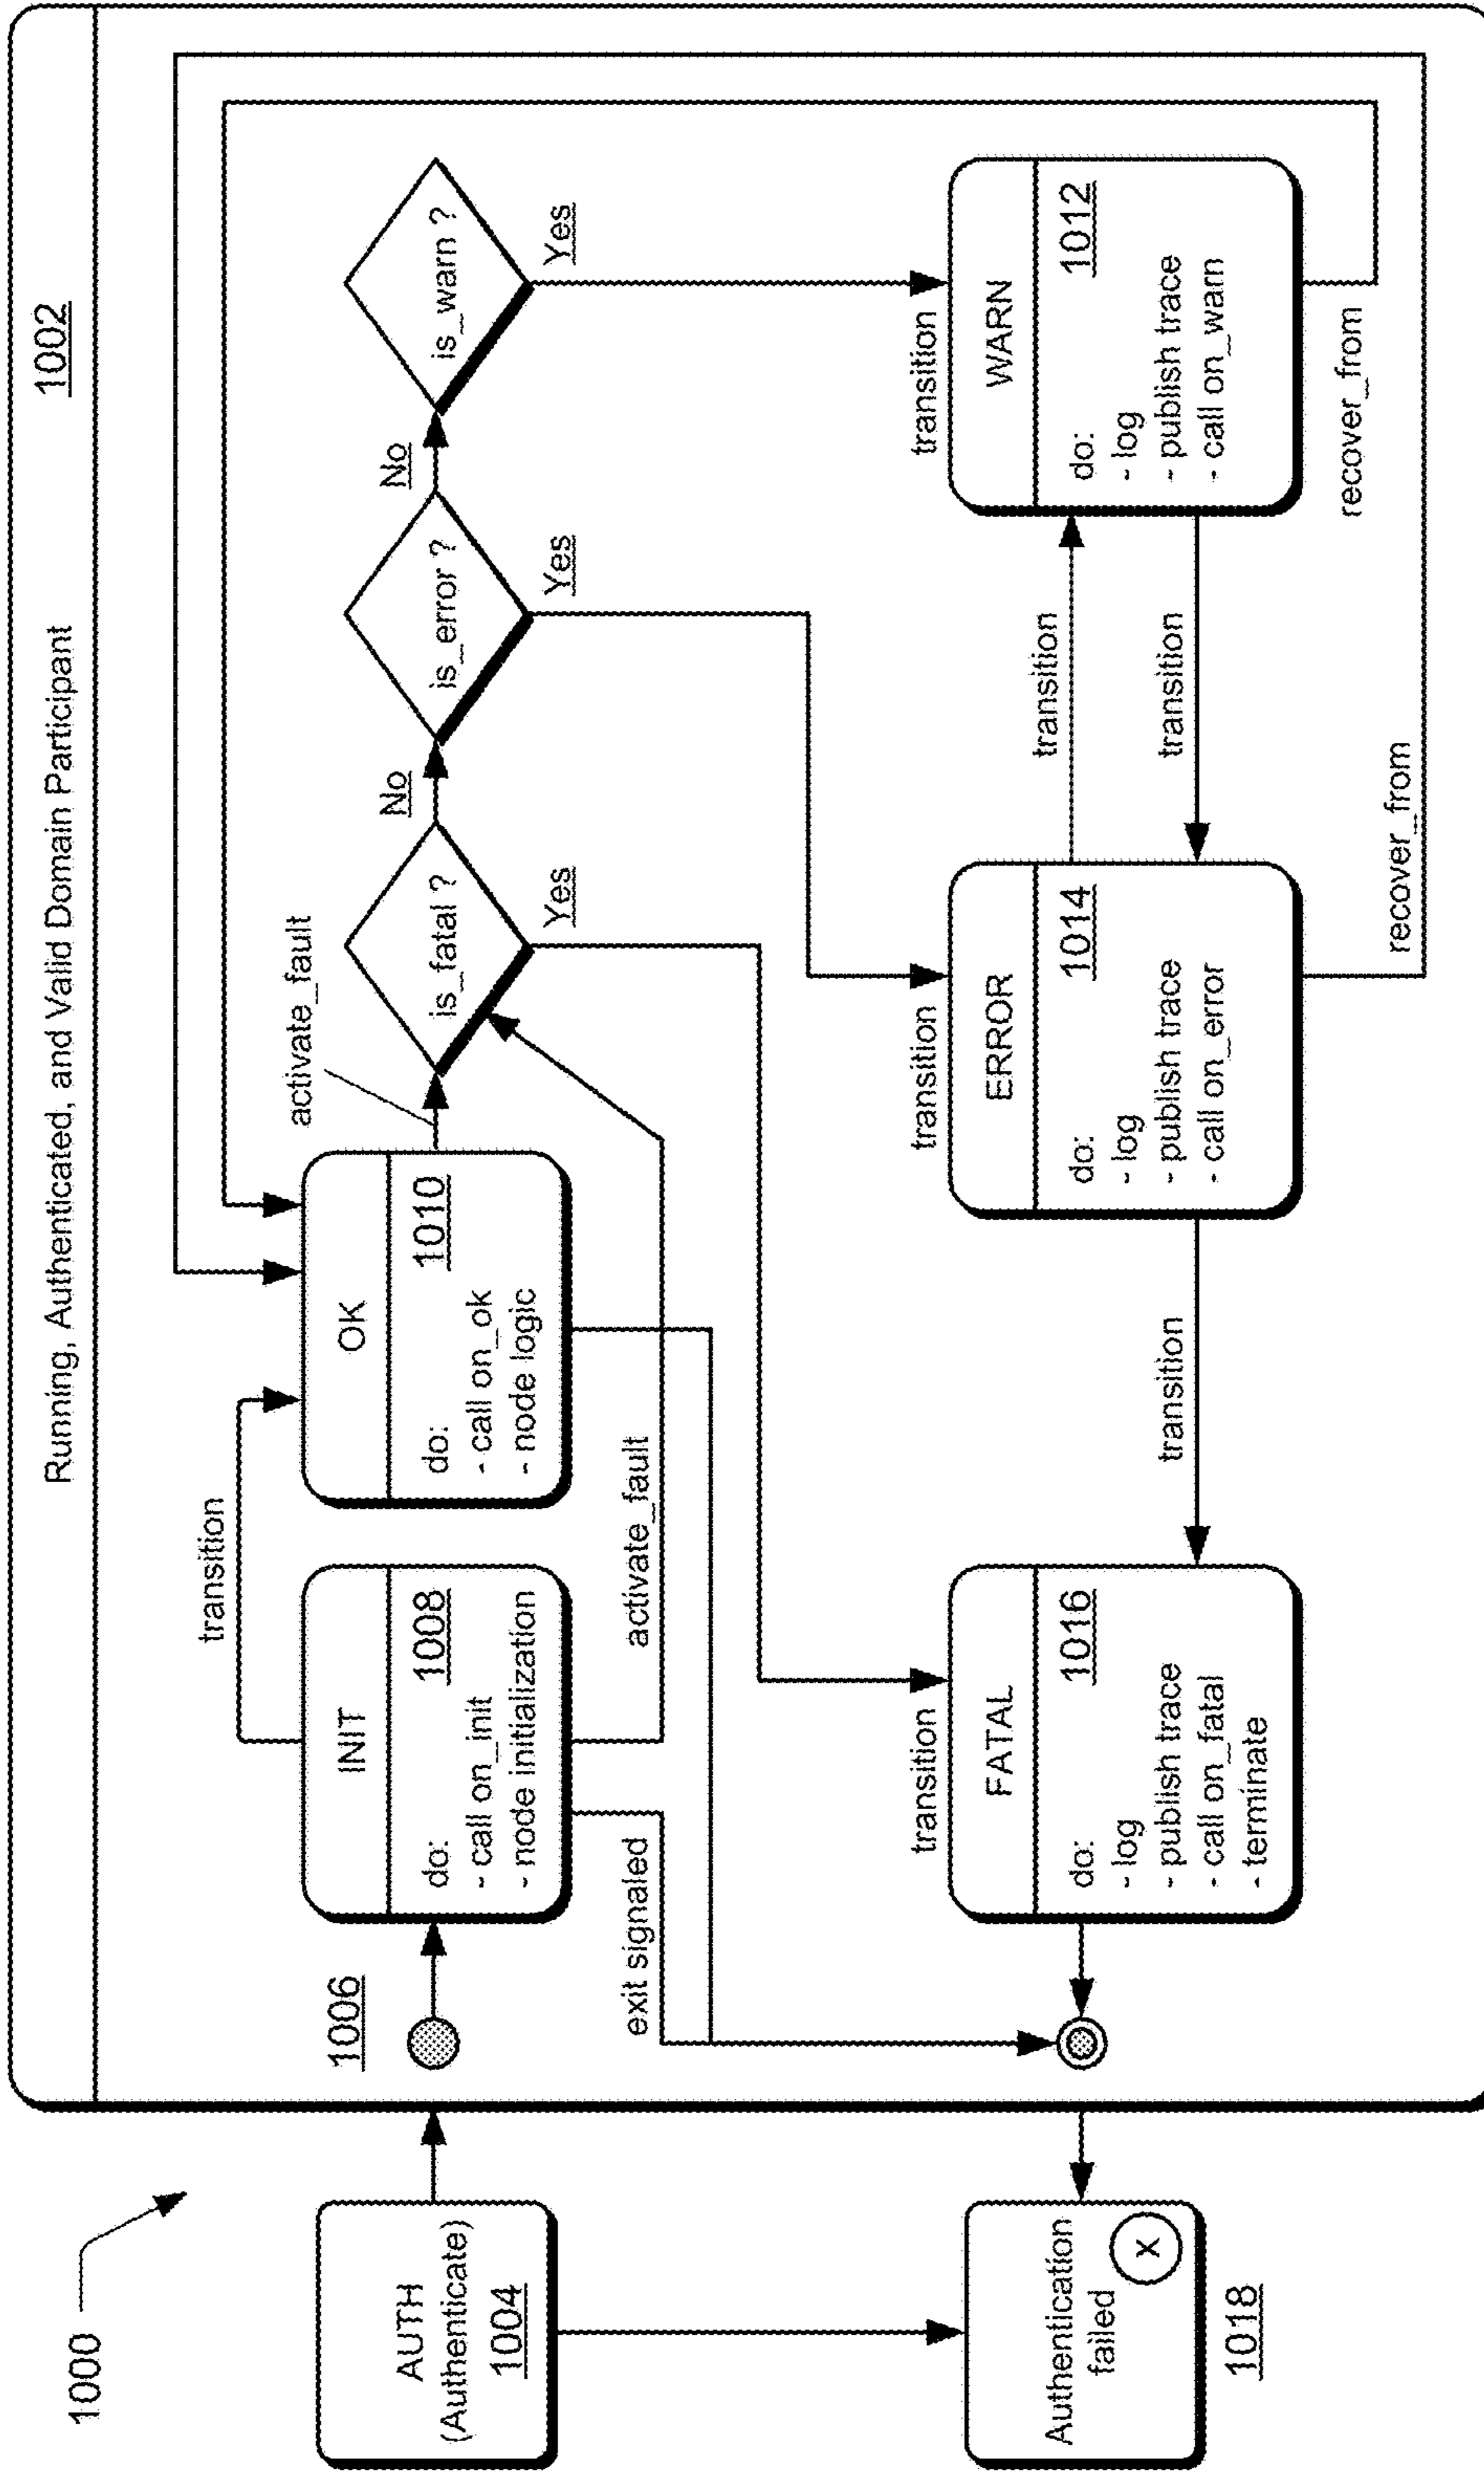 1000
Running, Authenticated, and Valid Domain Participant
1002
AUTH
(Authenticate)
1004
1006
transition
INIT
1008
do:
- call on_init
- node initialization
OK
1010
do:
- call on_ok
- node logic
activate_fault
is_fatal ?
No
is_error ?
No
is_warn ?
Yes
Yes
Yes
exit signaled
activate_fault
transition
transition
transition
Authentication
failed
X
1018
FATAL
1016
do:
- log
- publish trace
- call on_fatal
- terminate
transition
ERROR
1014
do:
- log
- publish trace
- call on_error
transition
transition
WARN
1012
do:
- log
- publish trace
- call on_warn
recover_from
recover_from